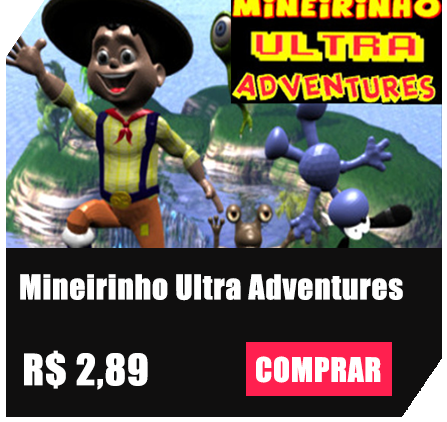 MINEIRINHO
ULTRA
ADVENTURES
Mineirinho Ultra Adventures
R$ 2,89
COMPRAR